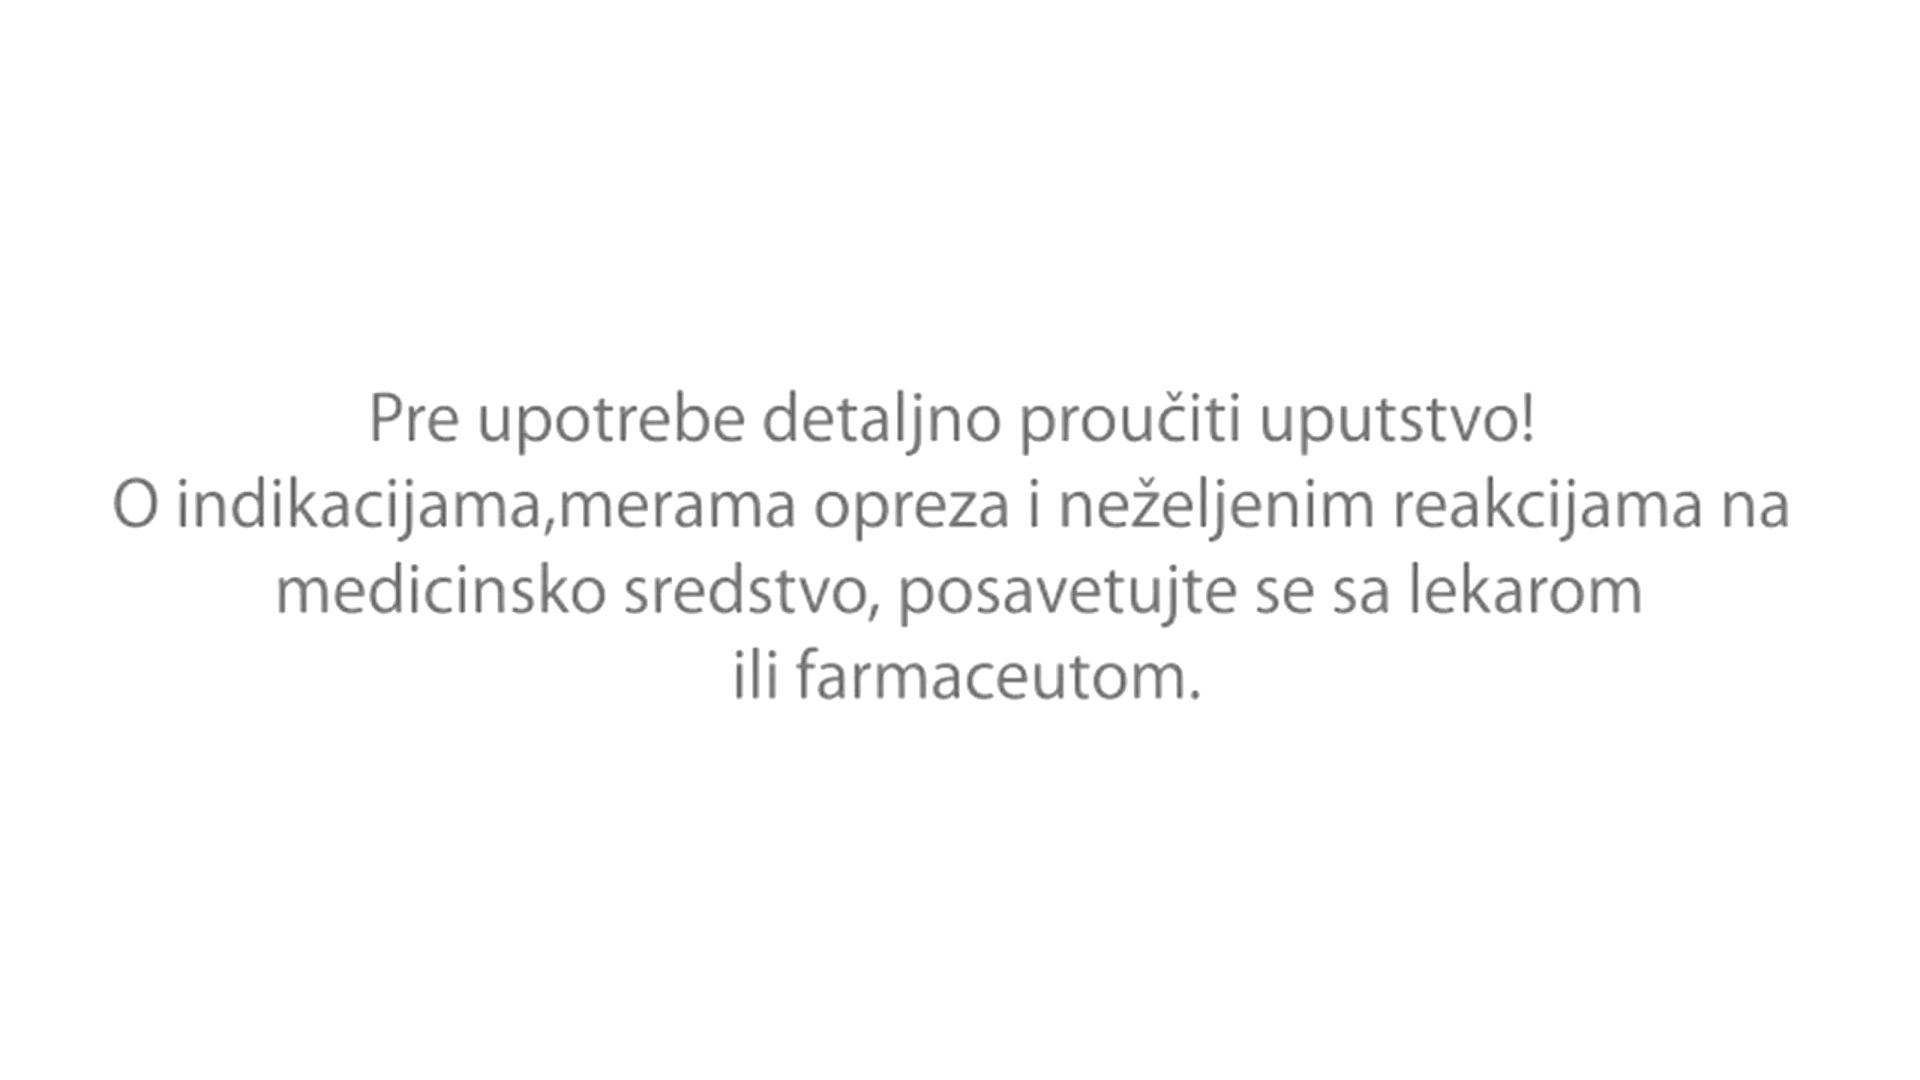 Pre upotrebe detaljno proučiti uputstvo!
O indikacijama,merama opreza i neželjenim reakcijama na
medicinsko sredstvo, posavetujte se sa lekarom
ili farmaceutom.